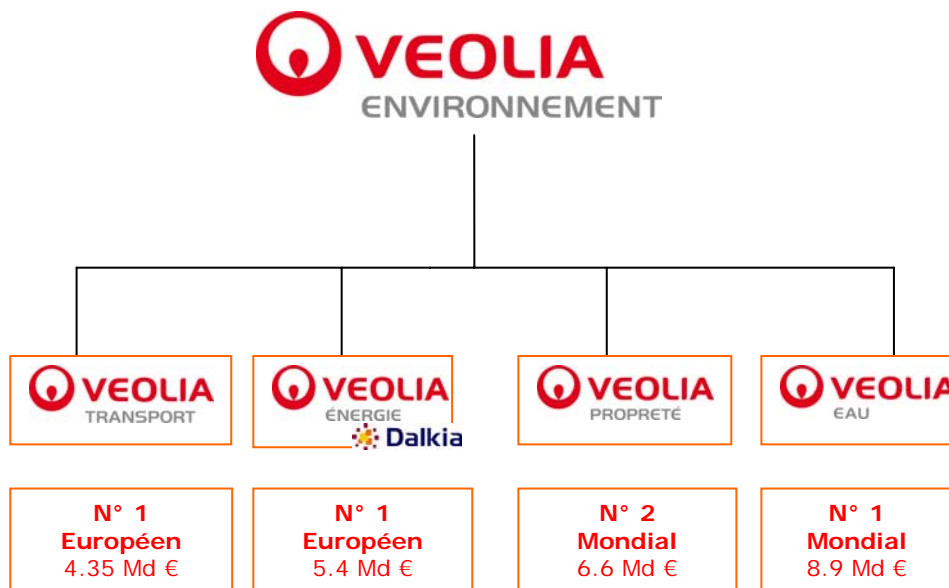 VEOLIA
ENVIRONNEMENT
VEOLIA
TRANSPORT
VEOLIA
ÉNERGIE
Dalkia
VEOLIA
PROPRETÉ
VEOLIA
EAU
N° 1
Européen
4.35 Md €
N° 1
Européen
5.4 Md €
N° 2
Mondial
6.6 Md €
N° 1
Mondial
8.9 Md €